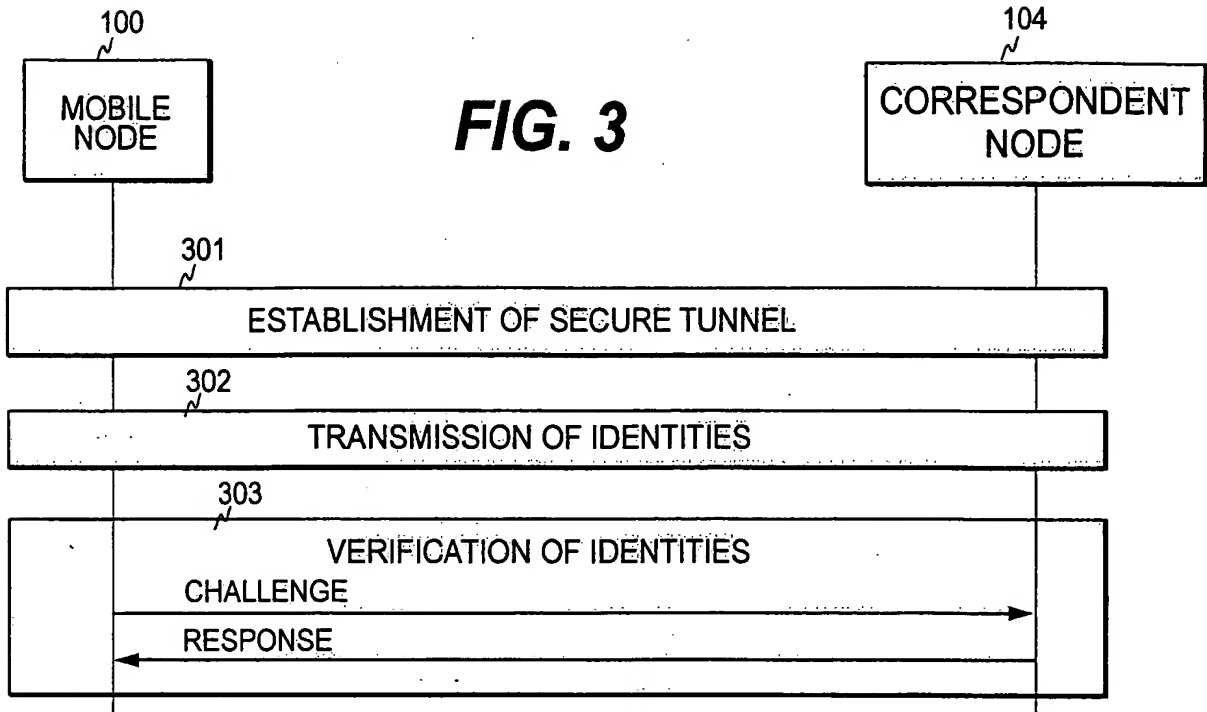 100
104
MOBILE
NODE
FIG. 3
CORRESPONDENT
NODE
301
ESTABLISHMENT OF SECURE TUNNEL
302
TRANSMISSION OF IDENTITIES
303
VERIFICATION OF IDENTITIES
CHALLENGE
RESPONSE